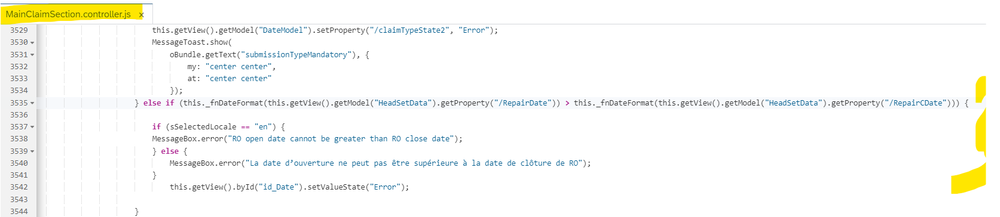 MainClaimSection.controller.js ×
3529 this.getView().getModel("DateModel").setProperty("/claimTypeState2", "Error");
3530 MessageToast.show(
3531 oBundle.getText("submissionTypeMandatory"), {
3532 my: "center center",
3533 at: "center center"
3534 });
3535 } else if (this._fnDateFormat(this.getView().getModel("HeadSetData").getProperty("/RepairDate")) > this._fnDateFormat(this.getView().getModel("HeadSetData").getProperty("/RepairCDate"))) {
3536
3537 if (sSelectedLocale == "en") {
3538 MessageBox.error("RO open date cannot be greater than RO close date");
3539 } else {
3540 MessageBox.error("La date d’ouverture ne peut pas être supérieure à la date de clôture de RO");
3541 }
3542 this.getView().byId("id_Date").setValueState("Error");
3543
3544 }